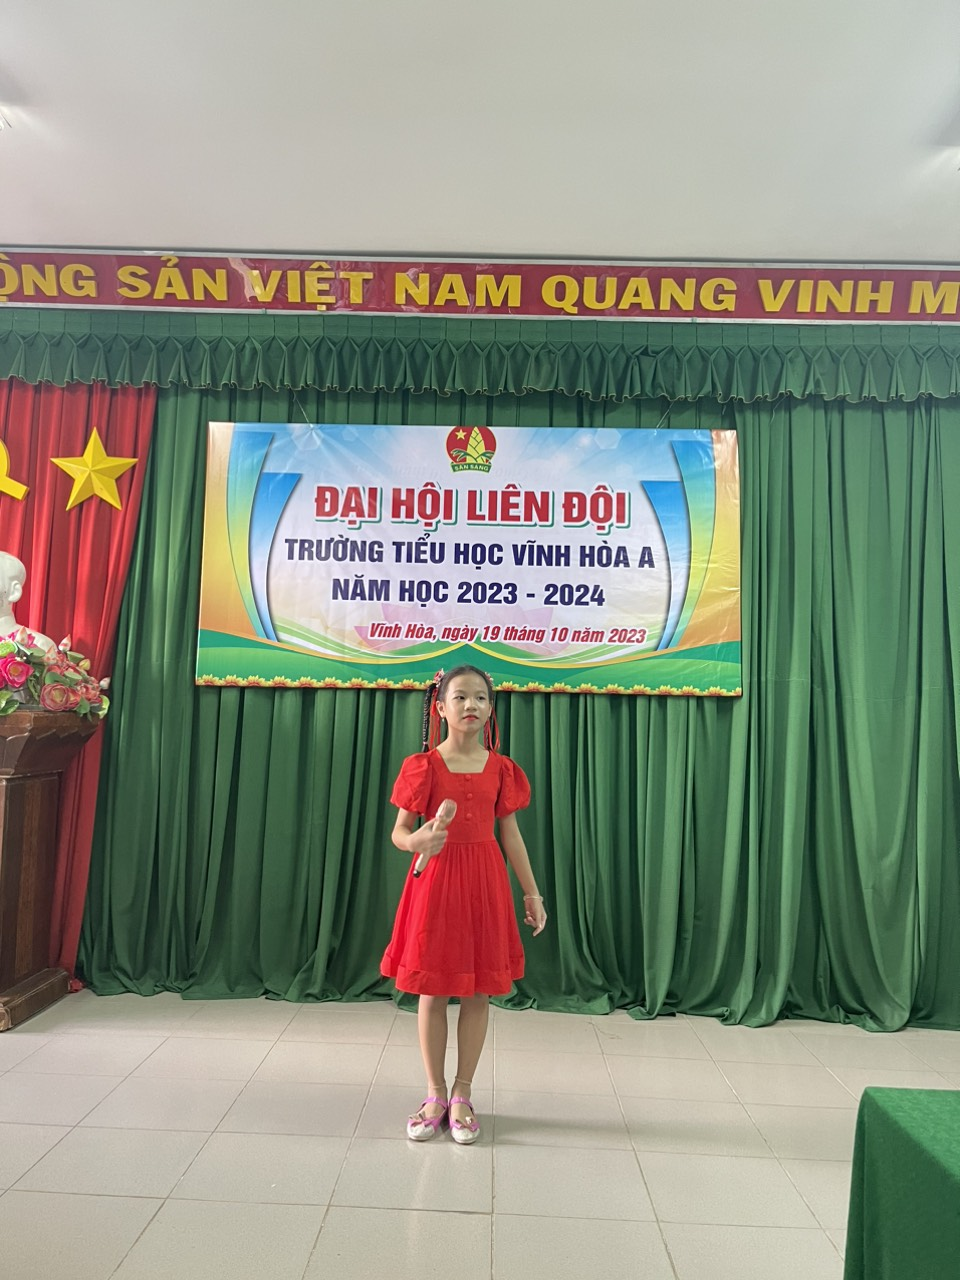 ỘNG SẢN VIỆT NAM QUANG VINH M
SẴN SÀNG
ĐẠI HỘI LIÊN ĐỘI
TRƯỜNG TIỂU HỌC VĨNH HÒA A
NĂM HỌC 2023 - 2024
Vĩnh Hòa, ngày 19 tháng 10 năm 2023